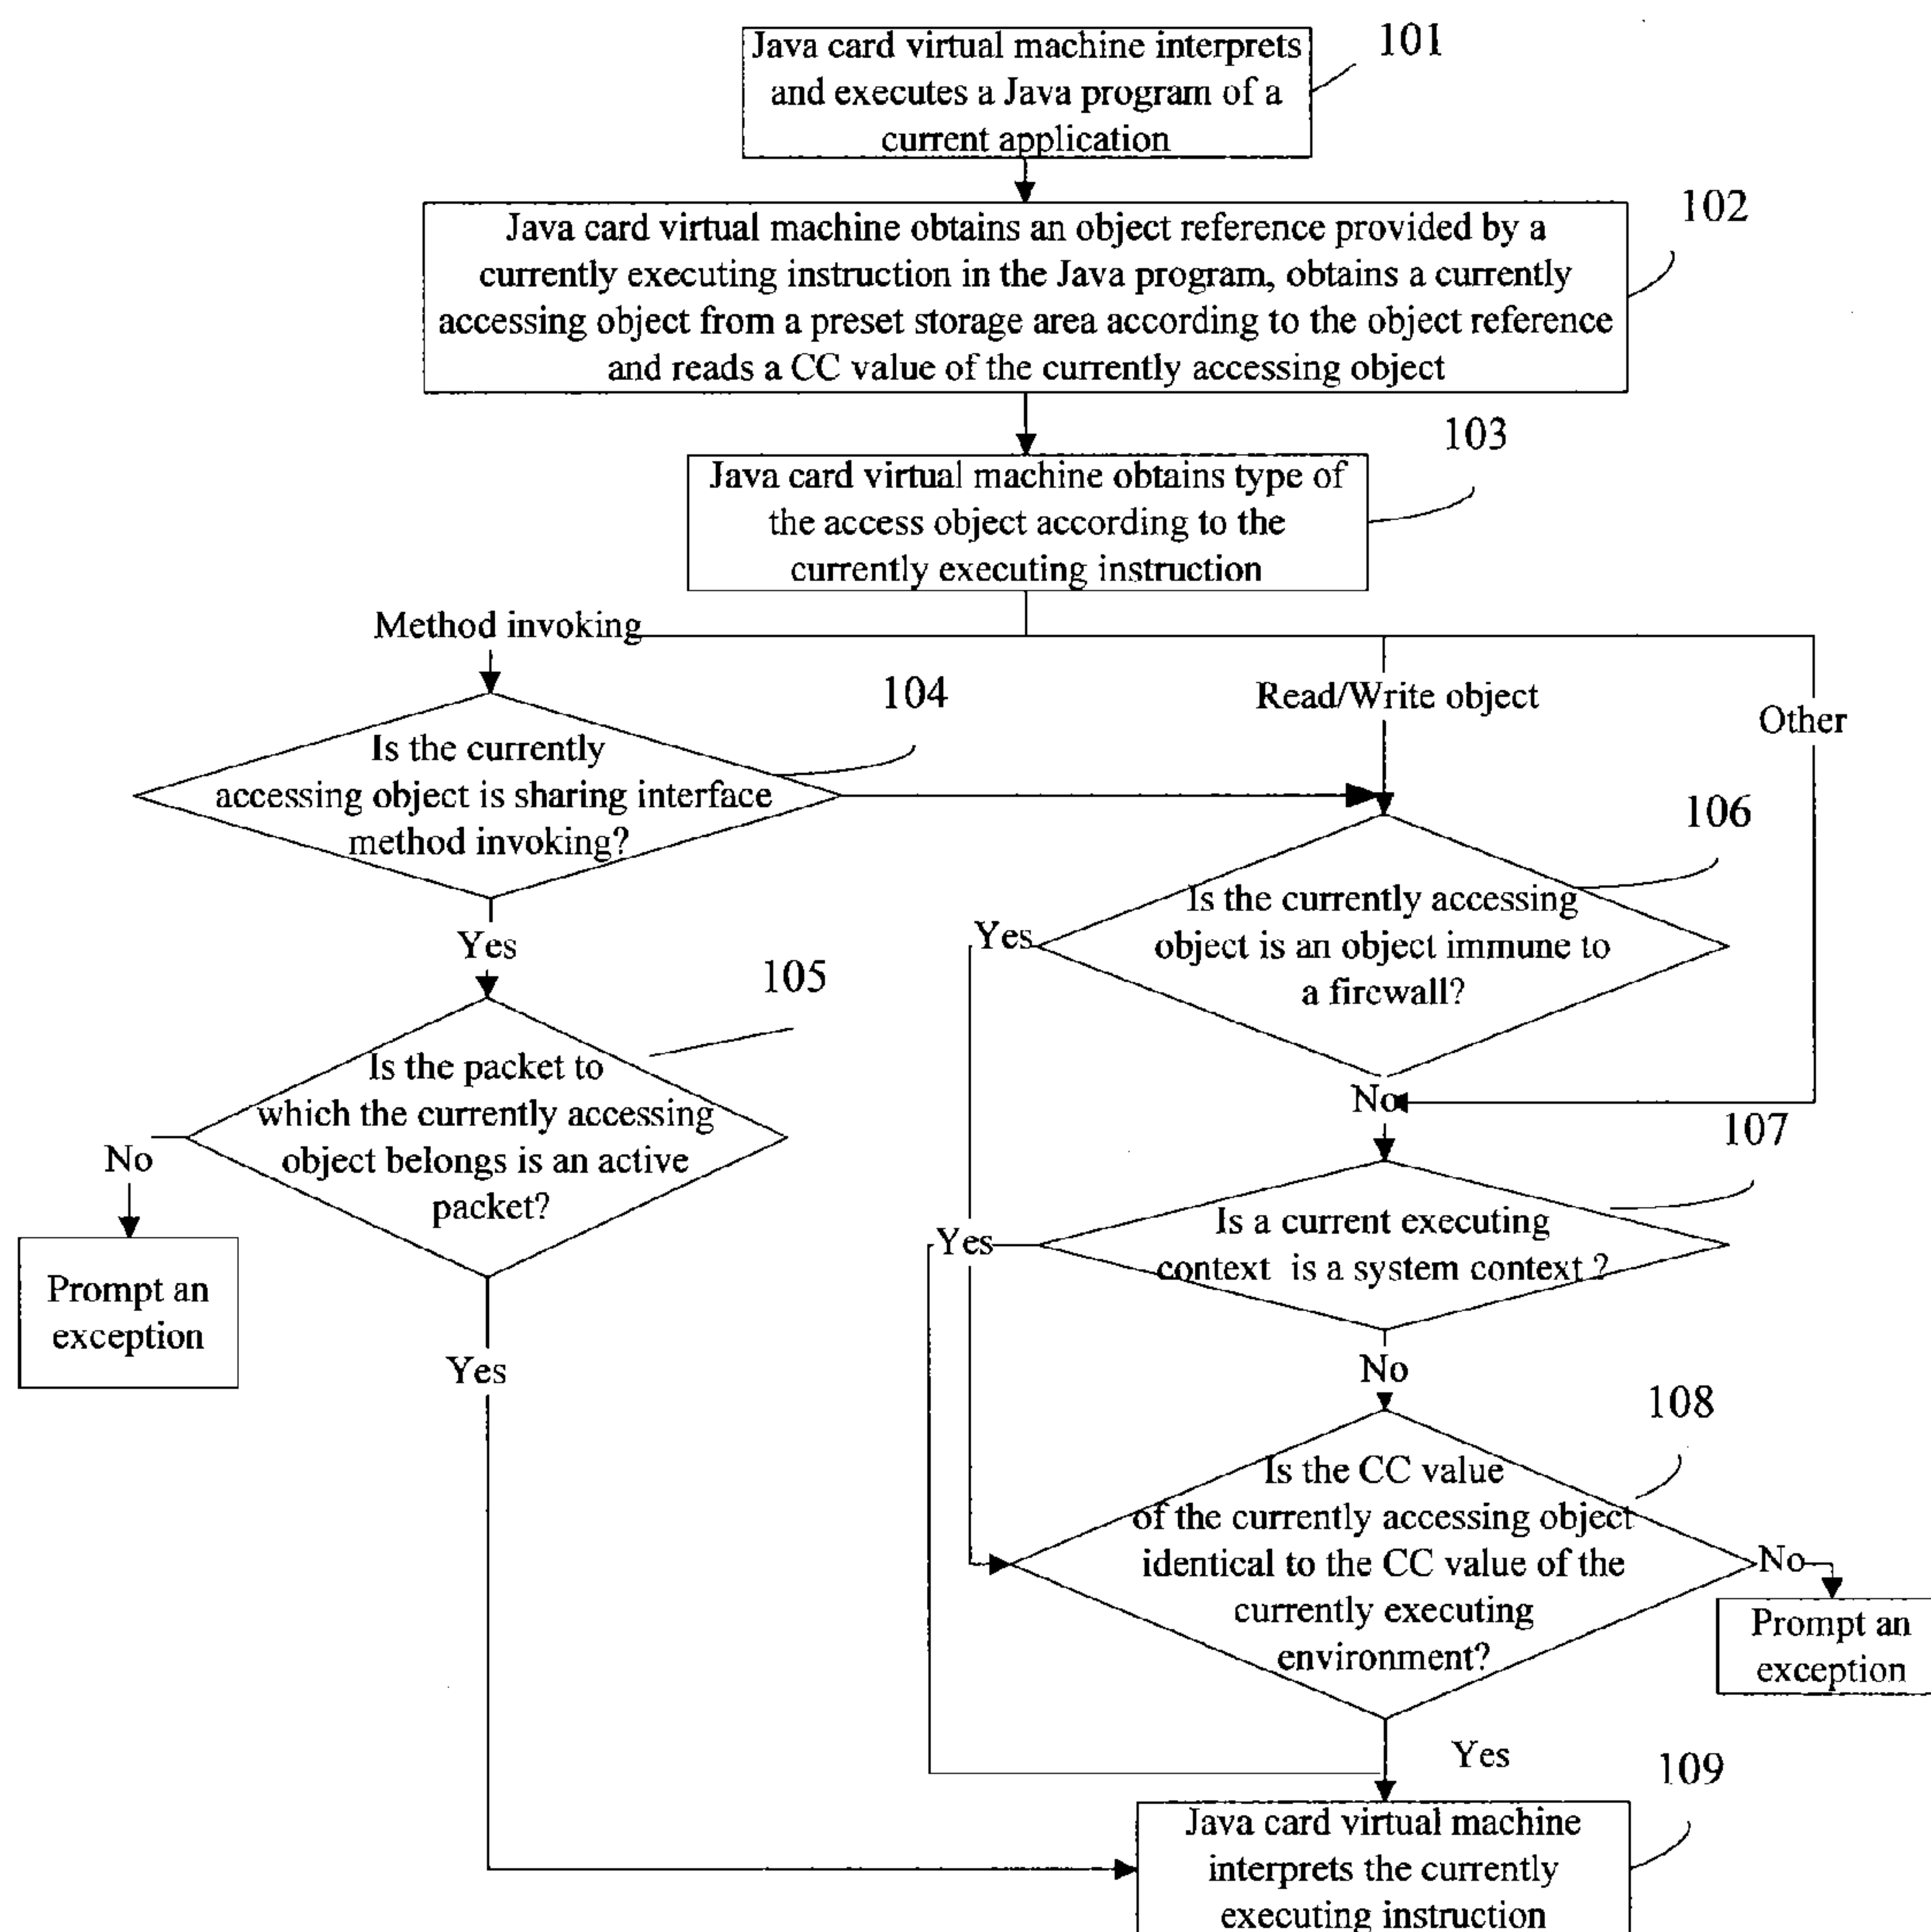 Java card virtual machine interprets
and executes a Java program of a
current application
101
Java card virtual machine obtains an object reference provided by a
currently executing instruction in the Java program, obtains a currently
accessing object from a preset storage area according to the object reference
and reads a CC value of the currently accessing object
102
Java card virtual machine obtains type of
the access object according to the
currently executing instruction
103
Method invoking
Read/Write object
Other
Is the currently
accessing object is sharing interface
method invoking?
104
Yes
Is the currently accessing
object is an object immune to
a firewall?
106
Yes
No
Is the packet to
which the currently accessing
object belongs is an active
packet?
105
No
Prompt an
exception
Yes
Is a current executing
context is a system context ?
107
Yes
No
Is the CC value
of the currently accessing object
identical to the CC value of the
currently executing
environment?
108
No
Prompt an
exception
Yes
Java card virtual machine
interprets the currently
executing instruction
109